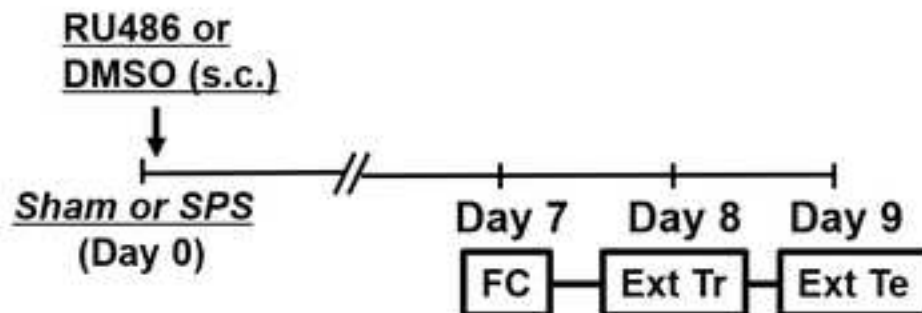 RU486 or
DMSO (s.c.)
Sham or SPS
(Day 0)
Day 7
Day 8
Day 9
FC
Ext Tr
Ext Te